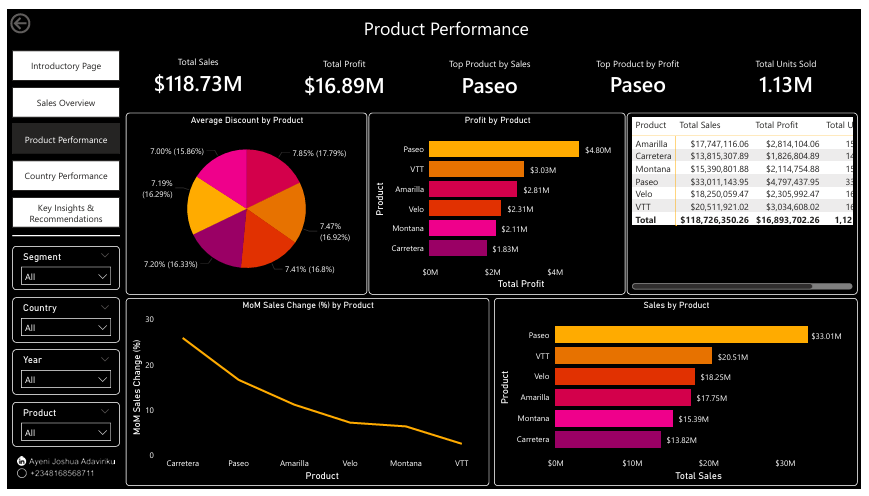 Product Performance
Introductory Page
Sales Overview
Product Performance
Country Performance
Key Insights &
Recommendations
Segment
All
Country
All
Year
All
Product
All
in Ayeni Joshua Adaviriku
+2348168568711
Total Sales
$118.73M
Total Profit
$16.89M
Top Product by Sales
Paseo
Top Product by Profit
Paseo
Total Units Sold
1.13M
Average Discount by Product
7.00% (15.86%)
7.85% (17.79%)
7.19%
(16.29%)
7.47%
(16.92%)
7.20% (16.33%)
7.41% (16.8%)
Profit by Product
Product
Paseo $4.80M
VTT $3.03M
Amarilla $2.81M
Velo $2.31M
Montana $2.11M
Carretera $1.83M
$0M $2M $4M
Total Profit
Product Total Sales Total Profit Total U
Amarilla $17,747,116.06 $2,814,104.06 15
Carretera $13,815,307.89 $1,826,804.89 14
Montana $15,390,801.88 $2,114,754.88 15
Paseo $33,011,143.95 $4,797,437.95 33
Velo $18,250,059.47 $2,305,992.47 16
VTT $20,511,921.02 $3,034,608.02 16
Total $118,726,350.26 $16,893,702.26 1,12
MoM Sales Change (%) by Product
MoM Sales Change (%)
30
20
10
0
Carretera Paseo Amarilla Velo Montana VTT
Product
Sales by Product
Product
Paseo $33.01M
VTT $20.51M
Velo $18.25M
Amarilla $17.75M
Montana $15.39M
Carretera $13.82M
$0M $10M $20M $30M
Total Sales